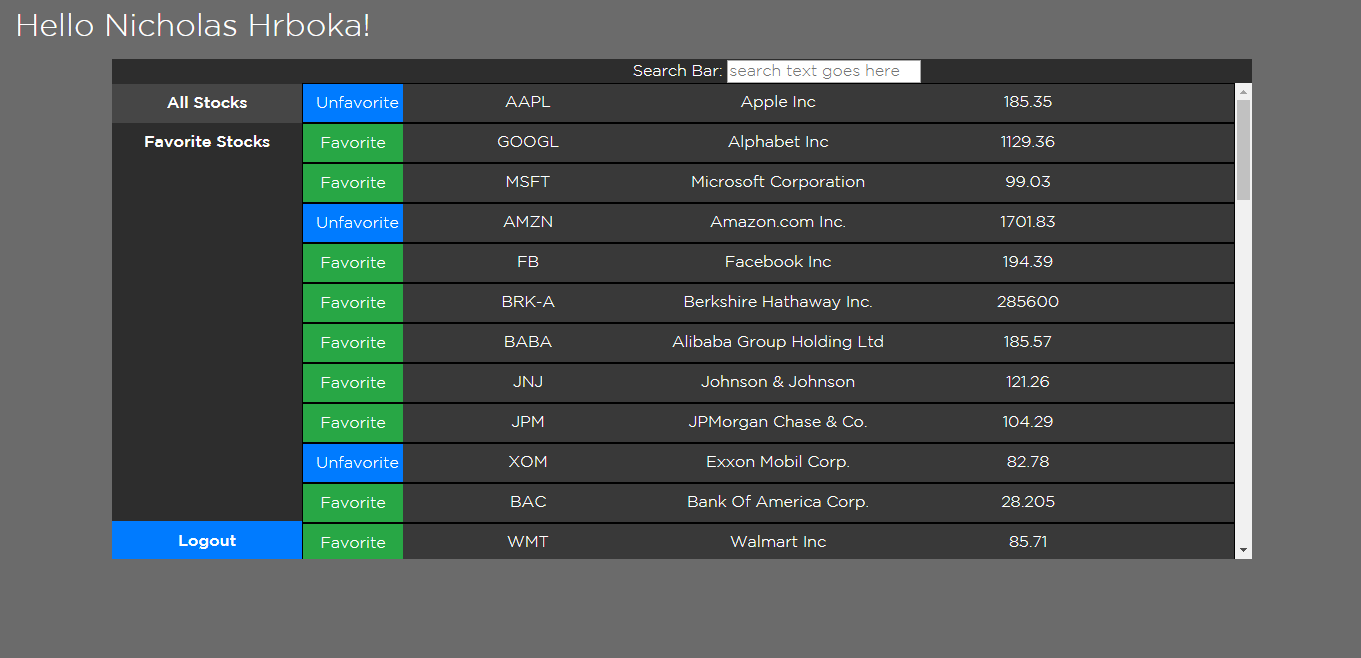 Hello Nicholas Hrboka!
Search Bar: search text goes here
All Stocks
Favorite Stocks
Logout
Unfavorite AAPL Apple Inc 185.35
Favorite GOOGL Alphabet Inc 1129.36
Favorite MSFT Microsoft Corporation 99.03
Unfavorite AMZN Amazon.com Inc. 1701.83
Favorite FB Facebook Inc 194.39
Favorite BRK-A Berkshire Hathaway Inc. 285600
Favorite BABA Alibaba Group Holding Ltd 185.57
Favorite JNJ Johnson & Johnson 121.26
Favorite JPM JPMorgan Chase & Co. 104.29
Unfavorite XOM Exxon Mobil Corp. 82.78
Favorite BAC Bank Of America Corp. 28.205
Favorite WMT Walmart Inc 85.71